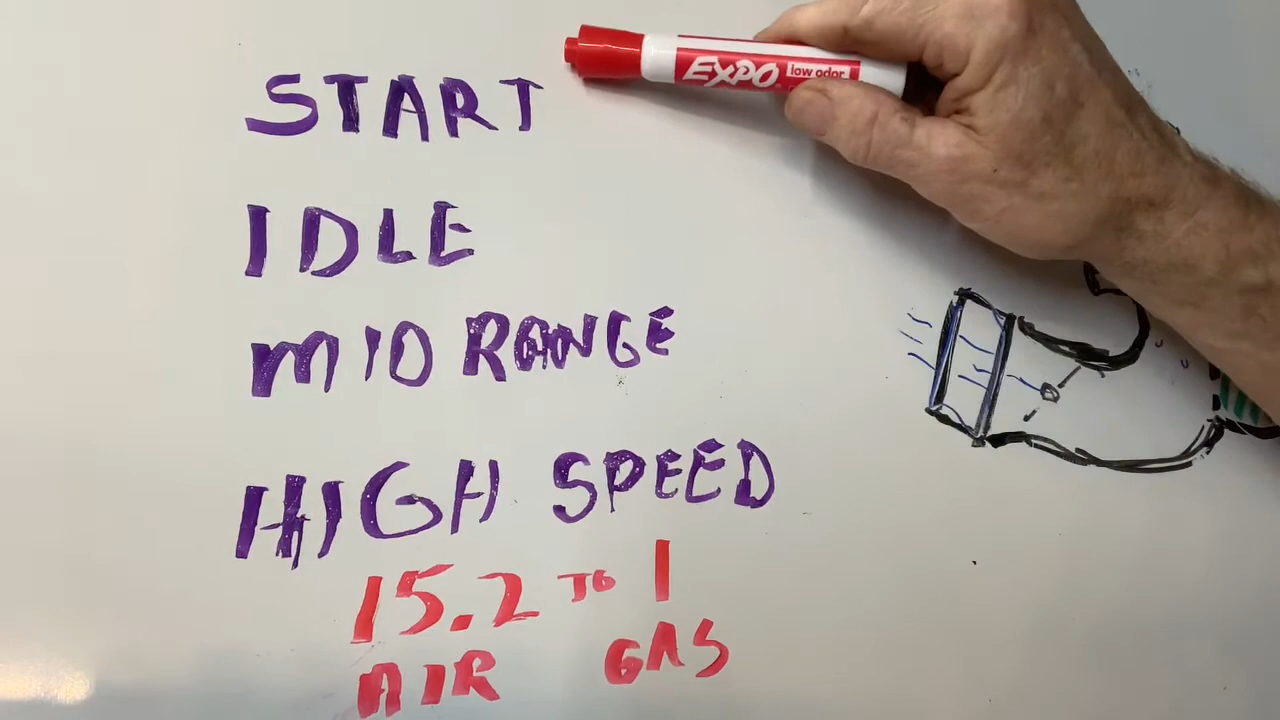 START
EXPO low odor
IDLE
MID RANGE
HIGH SPEED
15.2 TO 1
AIR GAS